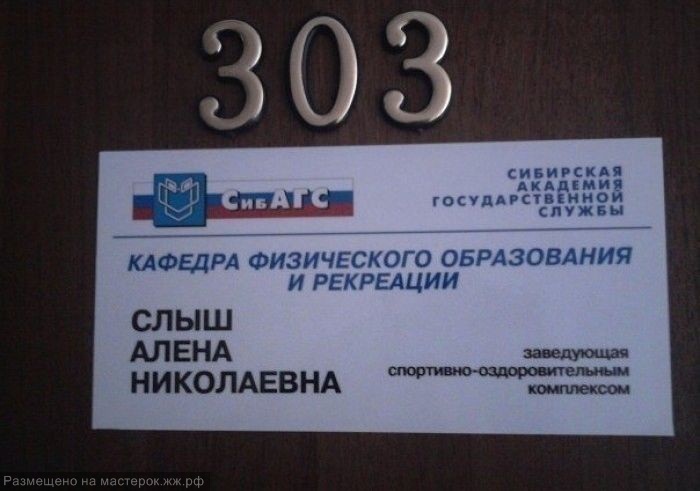 303
СибАГС
СИБИРСКАЯ
АКАДЕМИЯ
ГОСУДАРСТВЕННОЙ
СЛУЖБЫ
КАФЕДРА ФИЗИЧЕСКОГО ОБРАЗОВАНИЯ
И РЕКРЕАЦИИ
СЛЫШ
АЛЕНА
НИКОЛАЕВНА
заведующая
спортивно-оздоровительным
комплексом
Размещено на мастерок.жж.рф